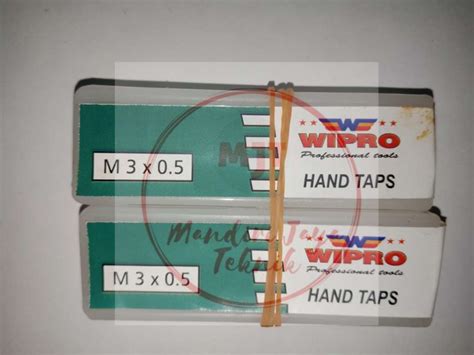 WIPRO
Professional tools
M 3 x 0.5
HAND TAPS
MJT
Mandiri Jaya
Teknik
WIPRO
Professional tools
M 3 x 0.5
HAND TAPS